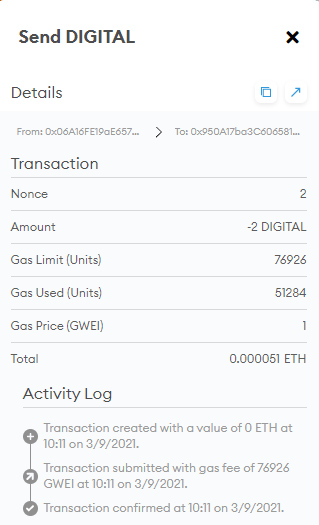 Send DIGITAL
Details
From: 0x06A16FE19aE657... To: 0x950A17ba3C606581...
Transaction
Nonce 2
Amount -2 DIGITAL
Gas Limit (Units) 76926
Gas Used (Units) 51284
Gas Price (GWEI) 1
Total 0.000051 ETH
Activity Log
Transaction created with a value of 0 ETH at
10:11 on 3/9/2021.
Transaction submitted with gas fee of 76926
GWEI at 10:11 on 3/9/2021.
Transaction confirmed at 10:11 on 3/9/2021.